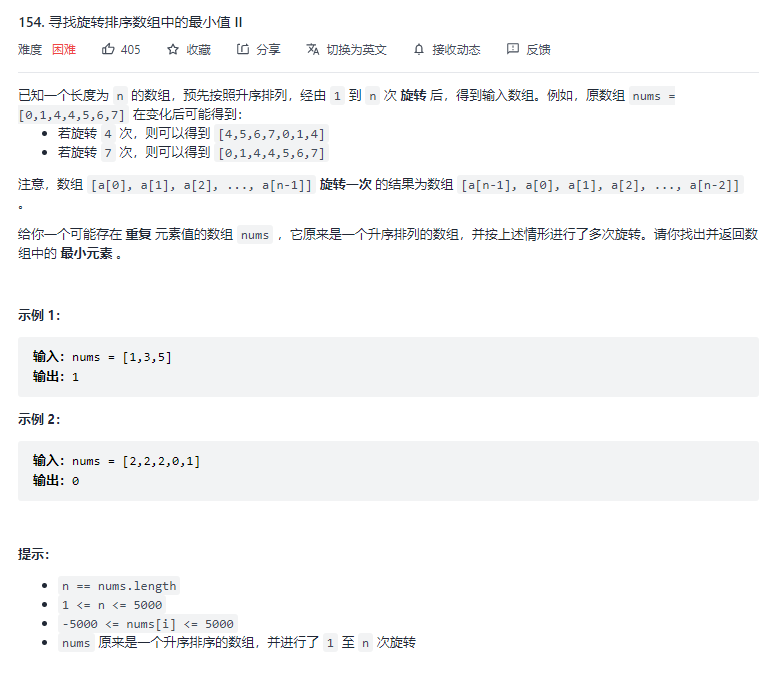 154. 寻找旋转排序数组中的最小值 II
难度 困难 405 收藏 分享 切换为英文 接收动态 反馈
已知一个长度为 n 的数组，预先按照升序排列，经由 1 到 n 次 旋转 后，得到输入数组。例如，原数组 nums =
[0,1,4,4,5,6,7] 在变化后可能得到：
• 若旋转 4 次，则可以得到 [4,5,6,7,0,1,4]
• 若旋转 7 次，则可以得到 [0,1,4,4,5,6,7]
注意，数组 [a[0], a[1], a[2], ..., a[n-1]] 旋转一次 的结果为数组 [a[n-1], a[0], a[1], a[2], ..., a[n-2]]
。
给你一个可能存在 重复 元素值的数组 nums ，它原来是一个升序排列的数组，并按上述情形进行了多次旋转。请你找出并返回数
组中的 最小元素 。
示例 1：
输入：nums = [1,3,5]
输出：1
示例 2：
输入：nums = [2,2,2,0,1]
输出：0
提示：
• n == nums.length
• 1 <= n <= 5000
• -5000 <= nums[i] <= 5000
• nums 原来是一个升序排序的数组，并进行了 1 至 n 次旋转